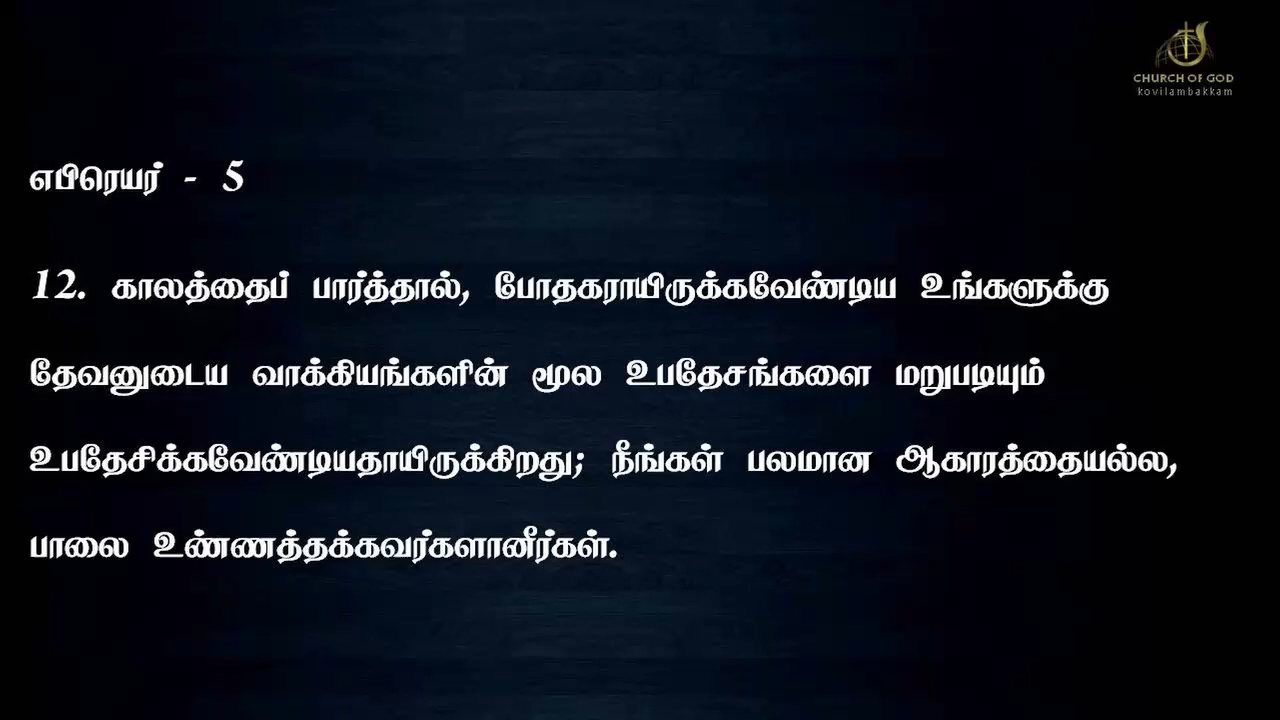 CHURCH OF GOD
kovilambakkam
எபிரெயர் - 5
12. காலத்தைப் பார்த்தால், போதகராயிருக்கவேண்டிய உங்களுக்கு
தேவனுடைய வாக்கியங்களின் மூல உபதேசங்களை மறுபடியும்
உபதேசிக்கவேண்டியதாயிருக்கிறது; நீங்கள் பலமான ஆகாரத்தையல்ல,
பாலை உண்ணத்தக்கவர்களானீர்கள்.